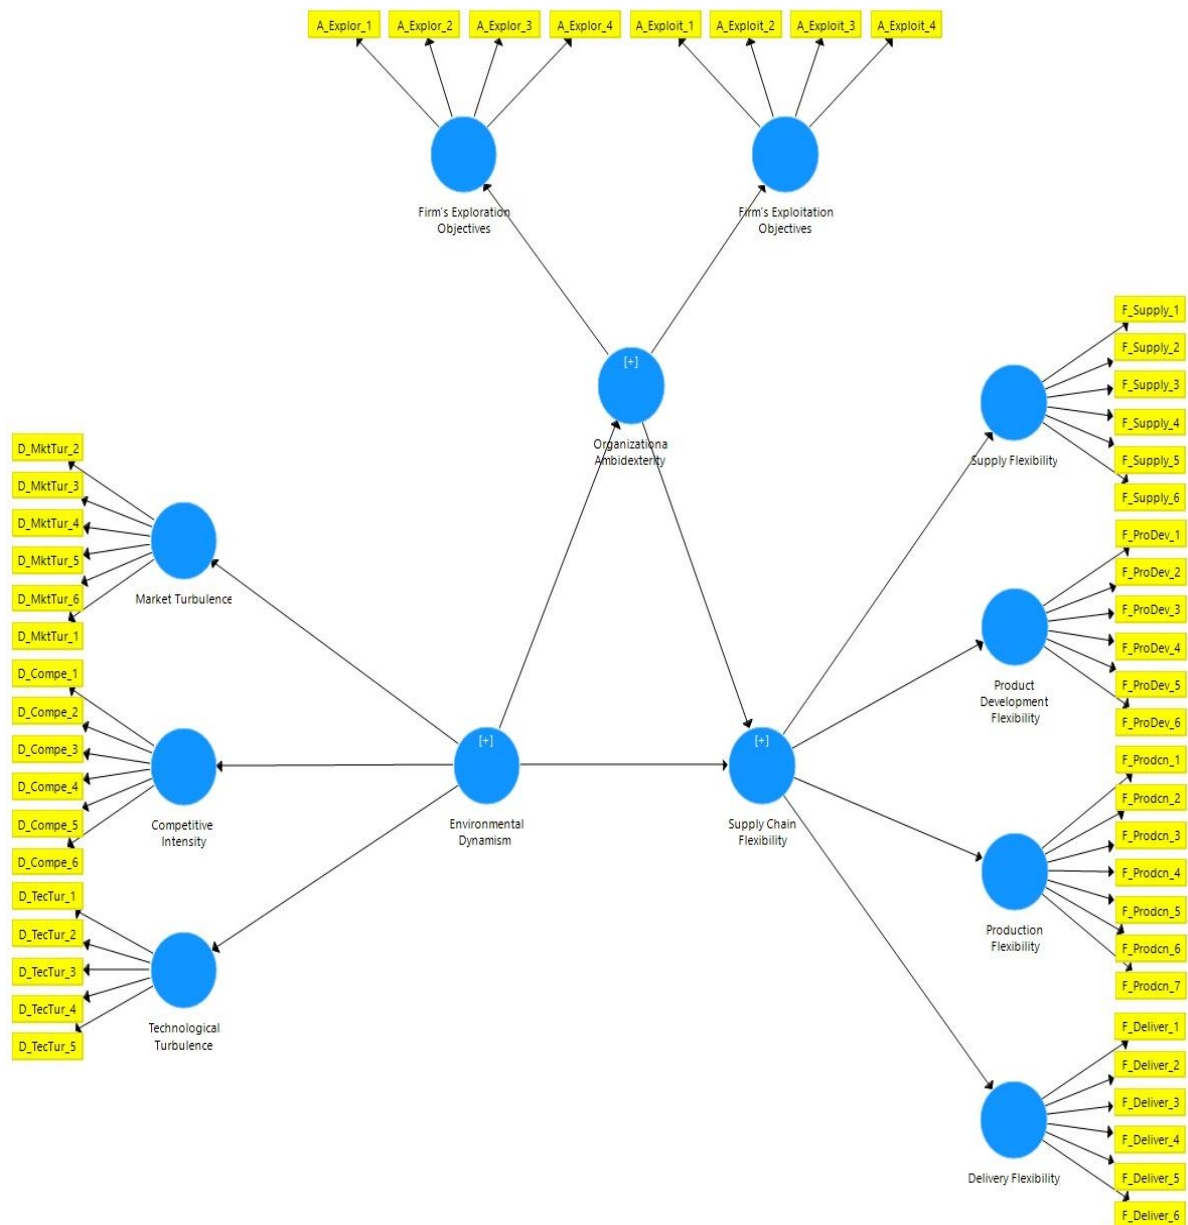 A_Explor_1
A_Explor_2
A_Explor_3
A_Explor_4
A_Exploit_1
A_Exploit_2
A_Exploit_3
A_Exploit_4
Firm's Exploration
Objectives
Firm's Exploitation
Objectives
[+]
Organizationa
Ambidexterity
D_MktTur_2
D_MktTur_3
D_MktTur_4
D_MktTur_5
D_MktTur_6
D_MktTur_1
Market Turbulence
D_Compe_1
D_Compe_2
D_Compe_3
D_Compe_4
D_Compe_5
D_Compe_6
Competitive
Intensity
D_TecTur_1
D_TecTur_2
D_TecTur_3
D_TecTur_4
D_TecTur_5
Technological
Turbulence
[+]
Environmental
Dynamism
[+]
Supply Chain
Flexibility
F_Supply_1
F_Supply_2
F_Supply_3
F_Supply_4
F_Supply_5
F_Supply_6
Supply Flexibility
F_ProDev_1
F_ProDev_2
F_ProDev_3
F_ProDev_4
F_ProDev_5
F_ProDev_6
Product
Development
Flexibility
F_Prodcn_1
F_Prodcn_2
F_Prodcn_3
F_Prodcn_4
F_Prodcn_5
F_Prodcn_6
F_Prodcn_7
Production
Flexibility
F_Deliver_1
F_Deliver_2
F_Deliver_3
F_Deliver_4
F_Deliver_5
F_Deliver_6
Delivery Flexibility